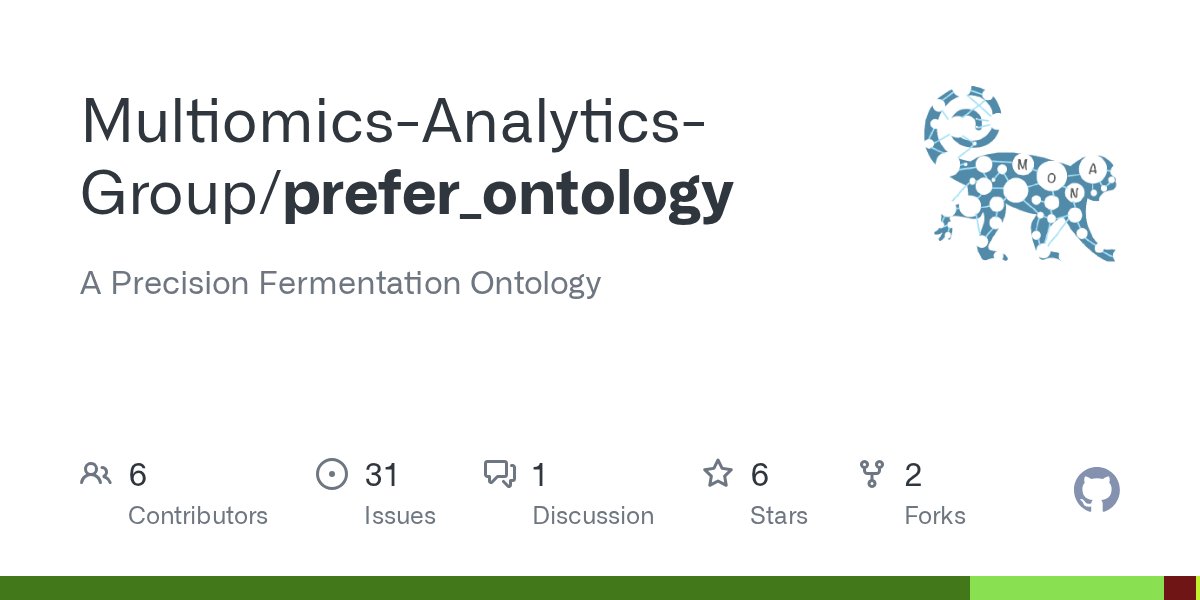 Multiomics-Analytics-
Group/prefer_ontology
A Precision Fermentation Ontology
M O N A
6
Contributors
31
Issues
1
Discussion
6
Stars
2
Forks